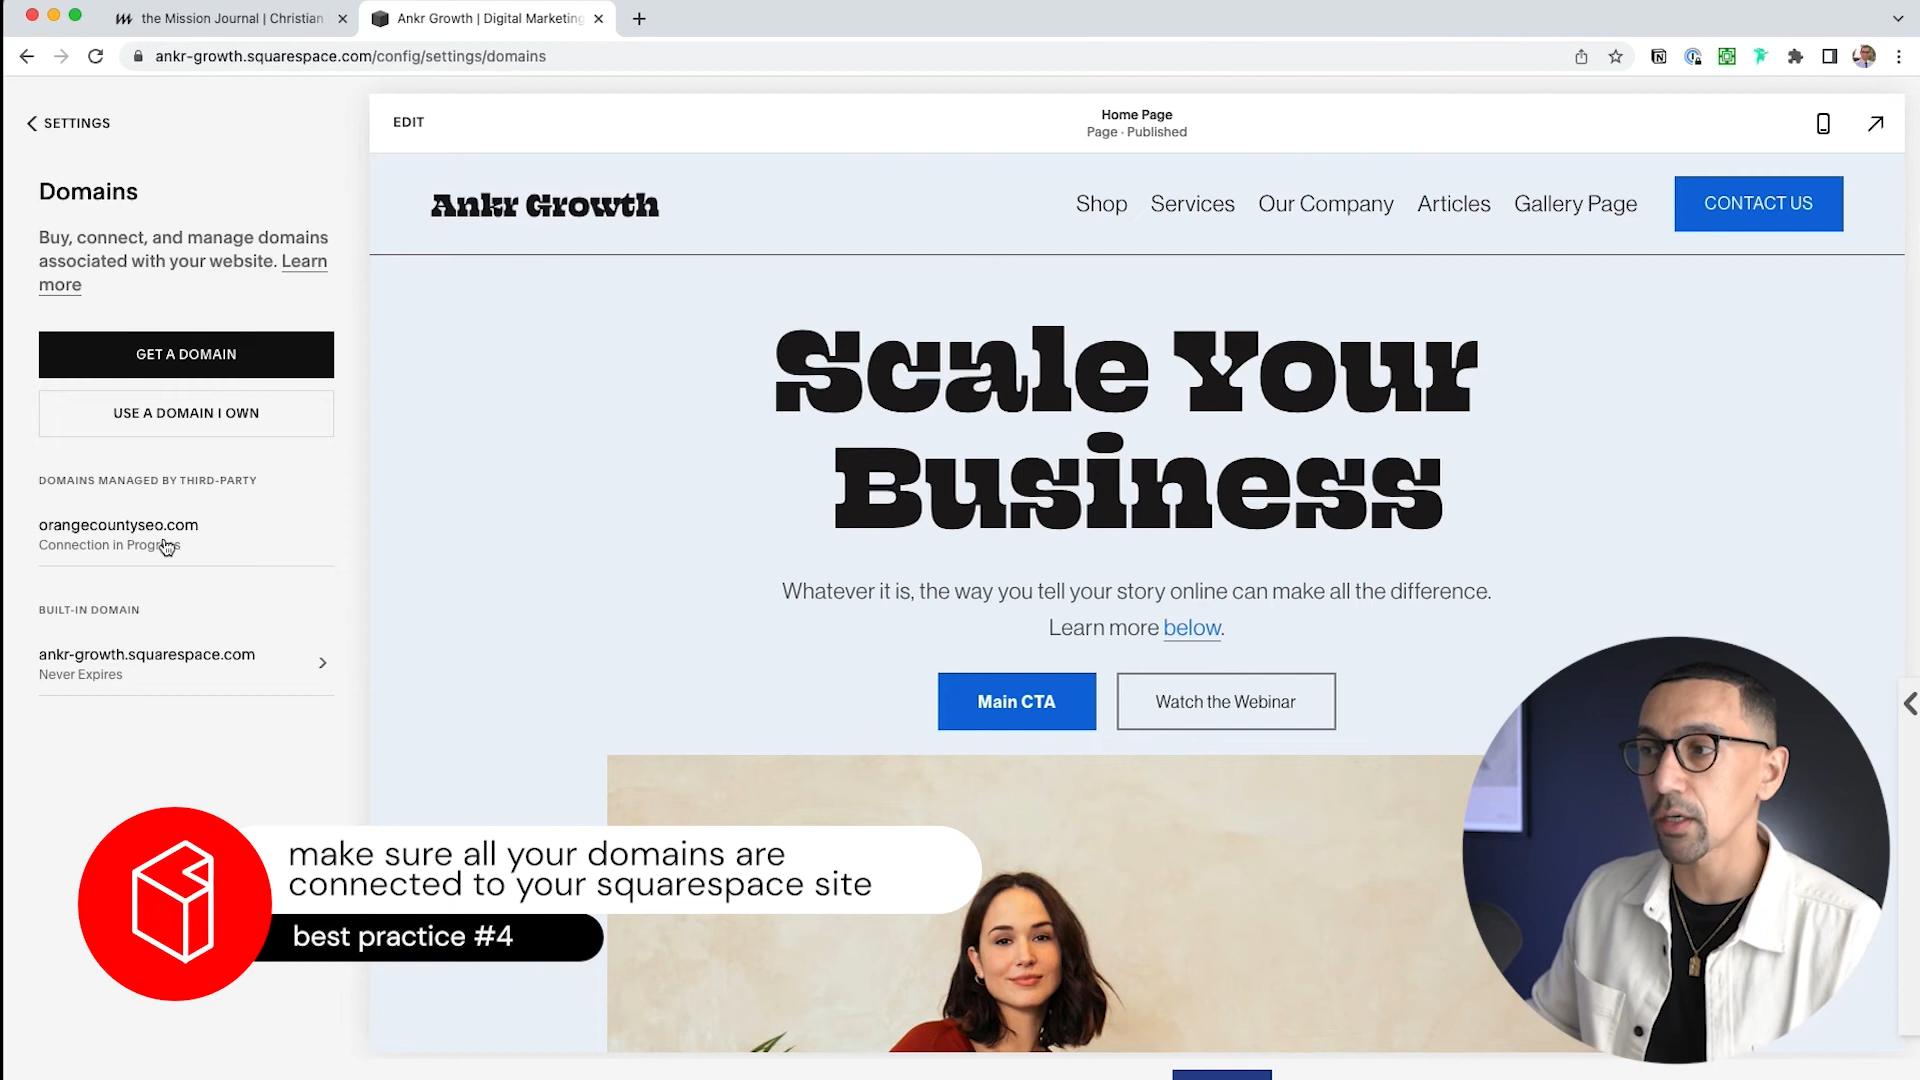 the Mission Journal | Christian
Ankr Growth | Digital Marketing
ankr-growth.squarespace.com/config/settings/domains
SETTINGS
EDIT
Home Page
Page · Published
Domains
Buy, connect, and manage domains
associated with your website. Learn
more
GET A DOMAIN
USE A DOMAIN I OWN
DOMAINS MANAGED BY THIRD-PARTY
orangecountyseo.com
Connection in Progress
BUILT-IN DOMAIN
ankr-growth.squarespace.com
Never Expires
Ankr Growth
Shop Services Our Company Articles Gallery Page CONTACT US
Scale Your
Business
Whatever it is, the way you tell your story online can make all the difference.
Learn more below.
Main CTA
Watch the Webinar
make sure all your domains are
connected to your squarespace site
best practice #4